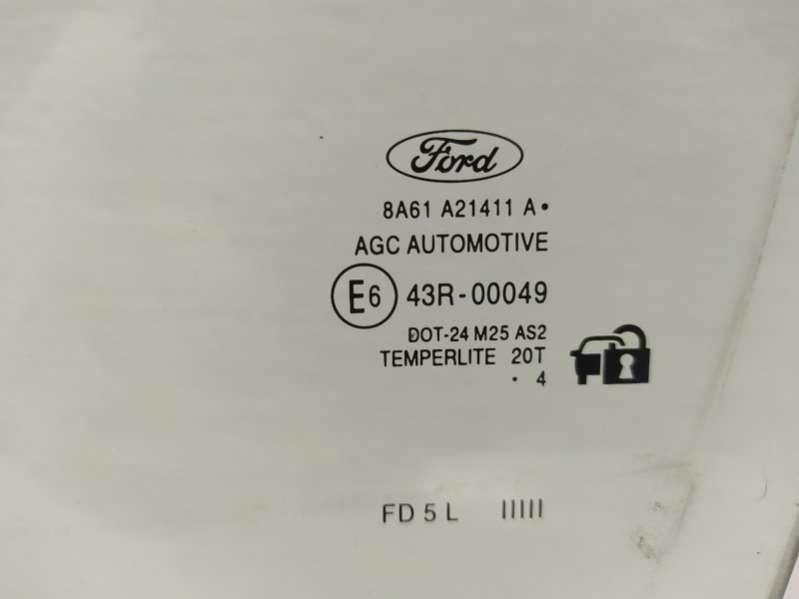 Ford
8A61 A21411 A•
AGC AUTOMOTIVE
E6 43R-00049
DOT-24 M25 AS2
TEMPERLITE 20T
· 4
FD 5 L IIIII